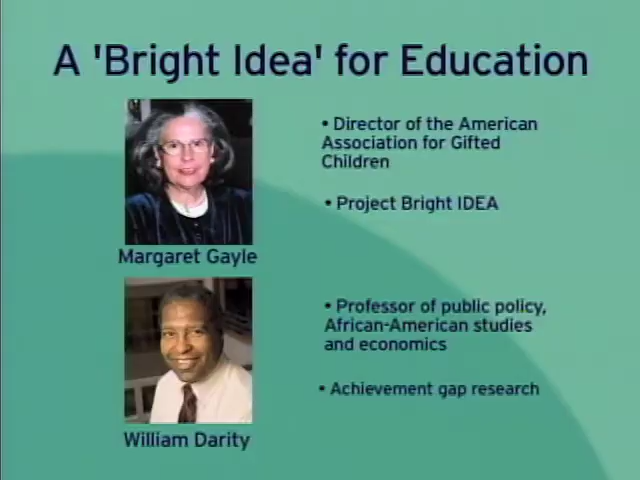 A 'Bright Idea' for Education
• Director of the American
Association for Gifted
Children
• Project Bright IDEA
Margaret Gayle
• Professor of public policy,
African-American studies
and economics
• Achievement gap research
William Darity